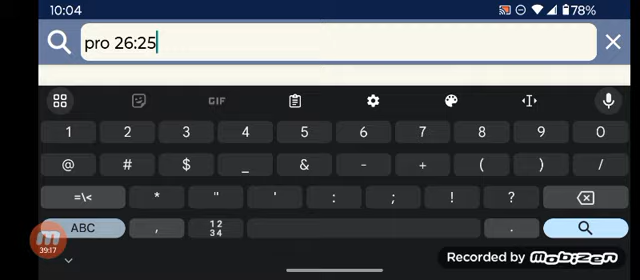 10:04 78%
pro 26:25
GIF
1 2 3 4 5 6 7 8 9 0
@ # $ _ & - + ( ) /
=\< * " ' : ; ! ?
ABC , 12 34 .
39:17
Recorded by mobizen